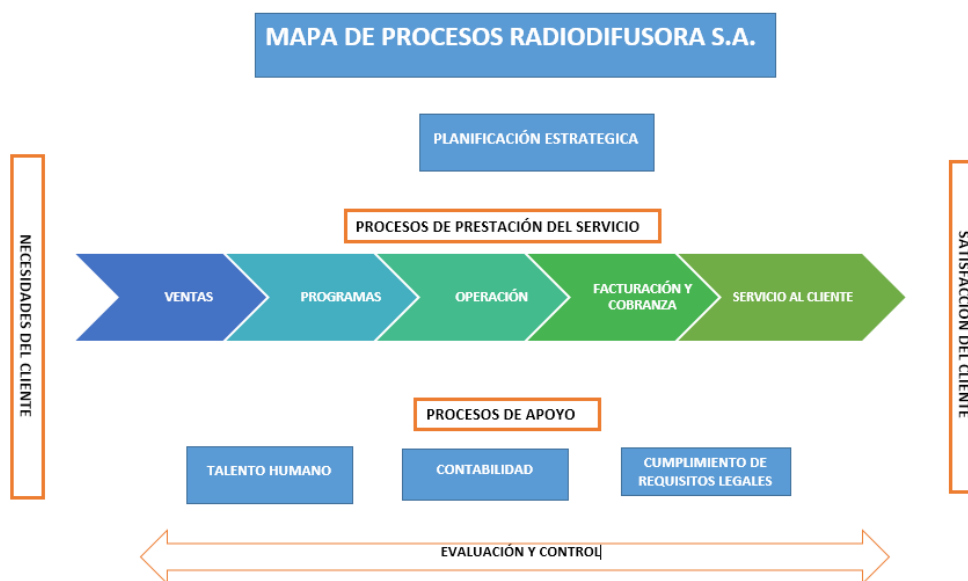 MAPA DE PROCESOS RADIODIFUSORA S.A.
PLANIFICACIÓN ESTRATEGICA
NECESIDADES DEL CLIENTE
PROCESOS DE PRESTACIÓN DEL SERVICIO
VENTAS
PROGRAMAS
OPERACIÓN
FACTURACIÓN Y
COBRANZA
SERVICIO AL CLIENTE
SATISFACCION DEL CLIENTE
PROCESOS DE APOYO
TALENTO HUMANO
CONTABILIDAD
CUMPLIMIENTO DE
REQUISITOS LEGALES
EVALUACIÓN Y CONTROL